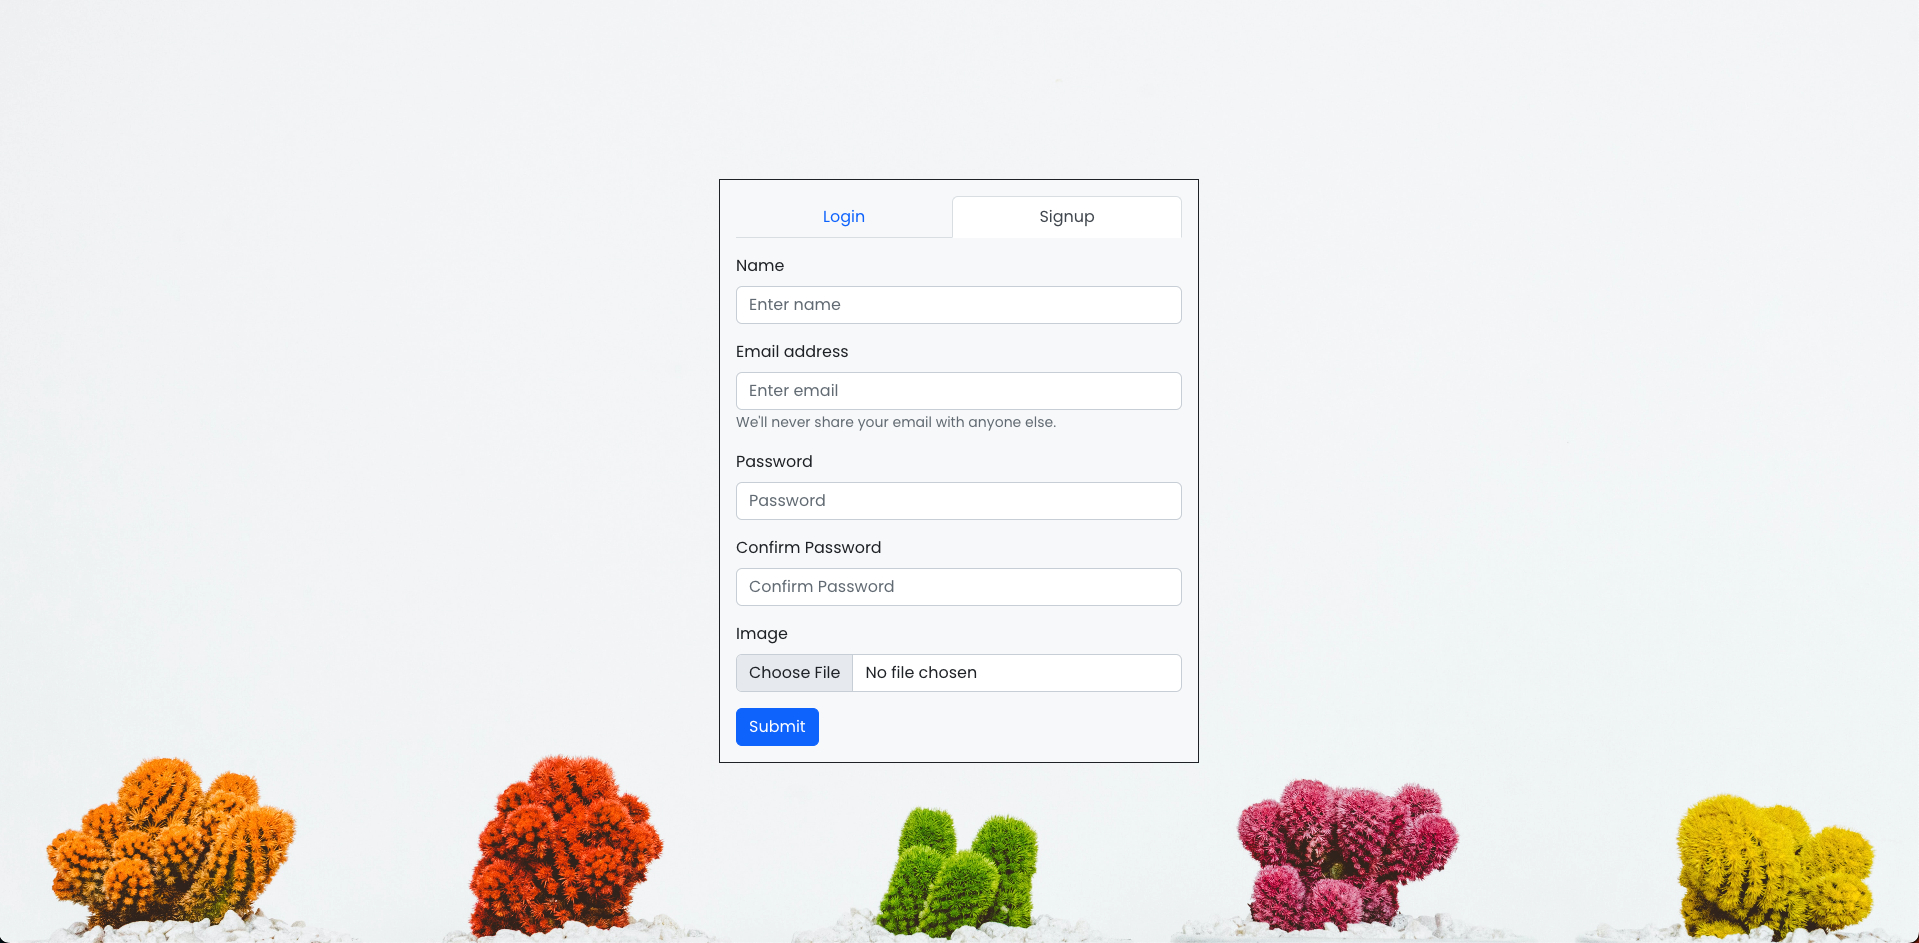 Login
Signup
Name
Enter name
Email address
Enter email
We'll never share your email with anyone else.
Password
Password
Confirm Password
Confirm Password
Image
Choose File No file chosen
Submit